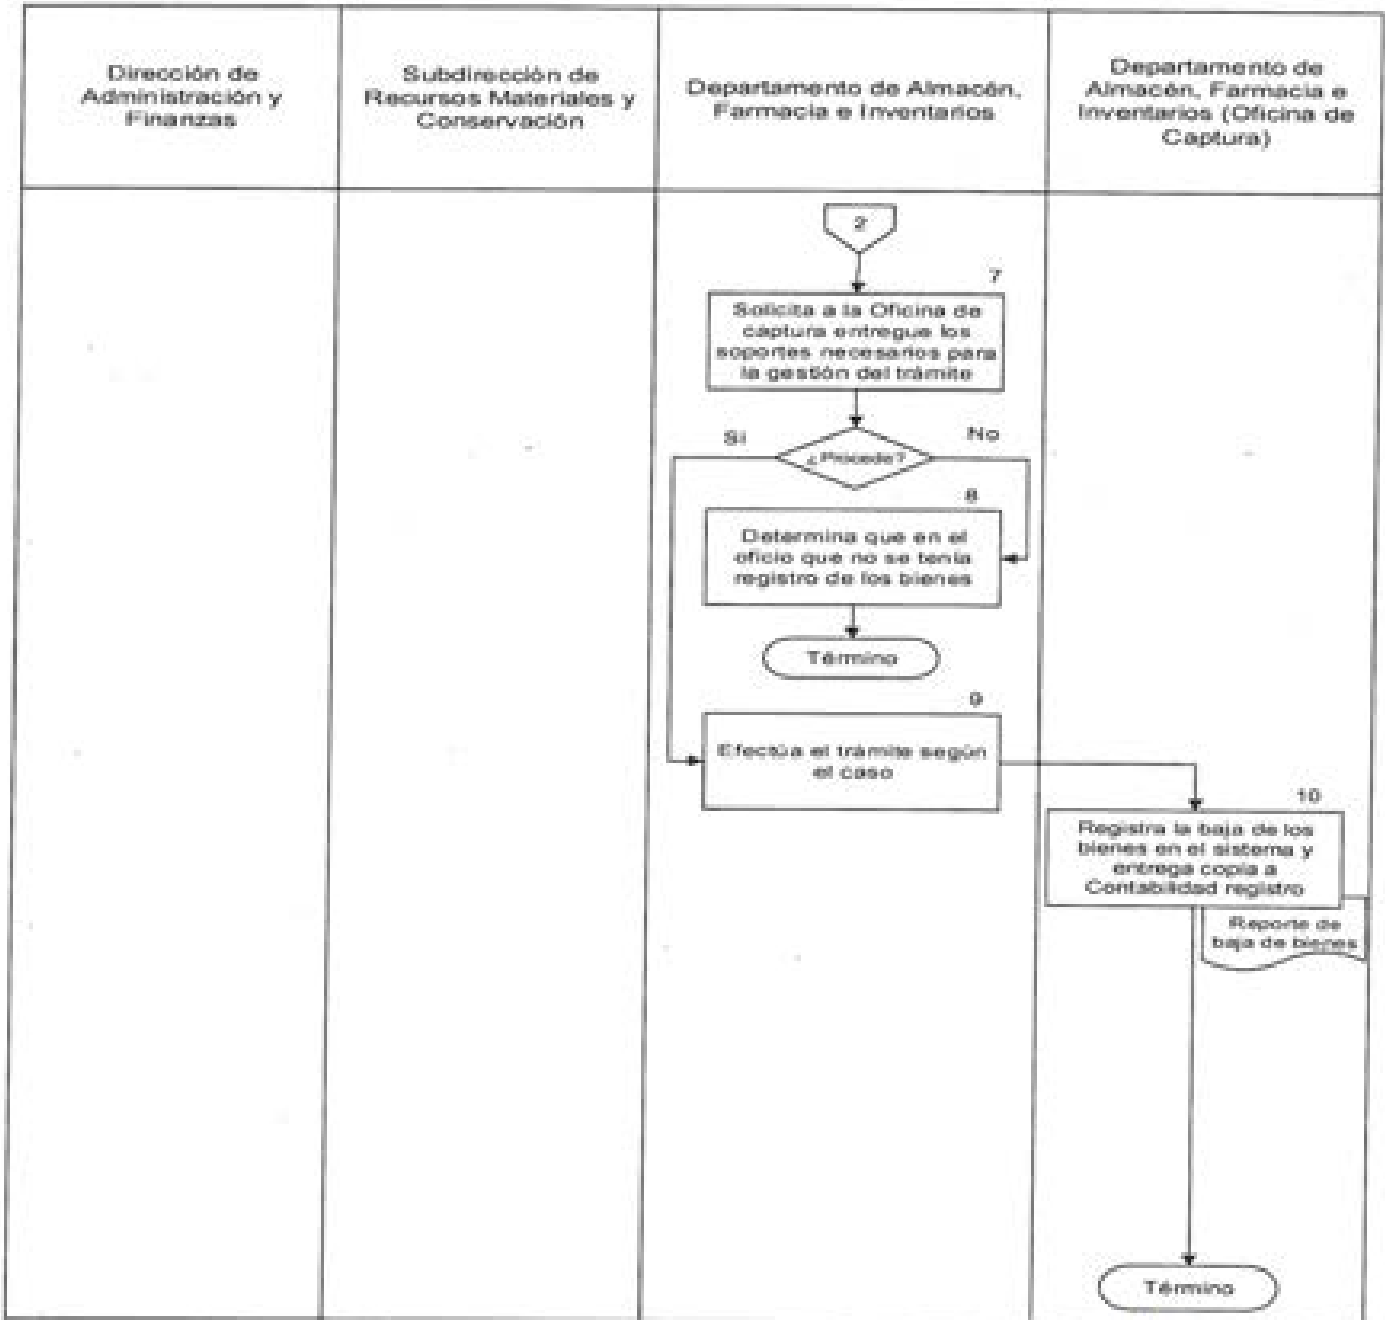 Dirección de
Administración y
Finanzas
Subdirección de
Recursos Materiales y
Conservación
Departamento de Almacén,
Farmacia e Inventarios
Departamento de
Almacén, Farmacia e
Inventarios (Oficina de
Captura)
2
7
Solicita a la Oficina de
captura entregue los
soportes necesarios para
la gestión del trámite
Si
No
¿Procede?
8
Determina que en el
oficio que no se tenía
registro de los bienes
Término
9
Efectúa el trámite según
el caso
10
Registra la baja de los
bienes en el sistema y
entrega copia a
Contabilidad registro
Reporte de
baja de bienes
Término